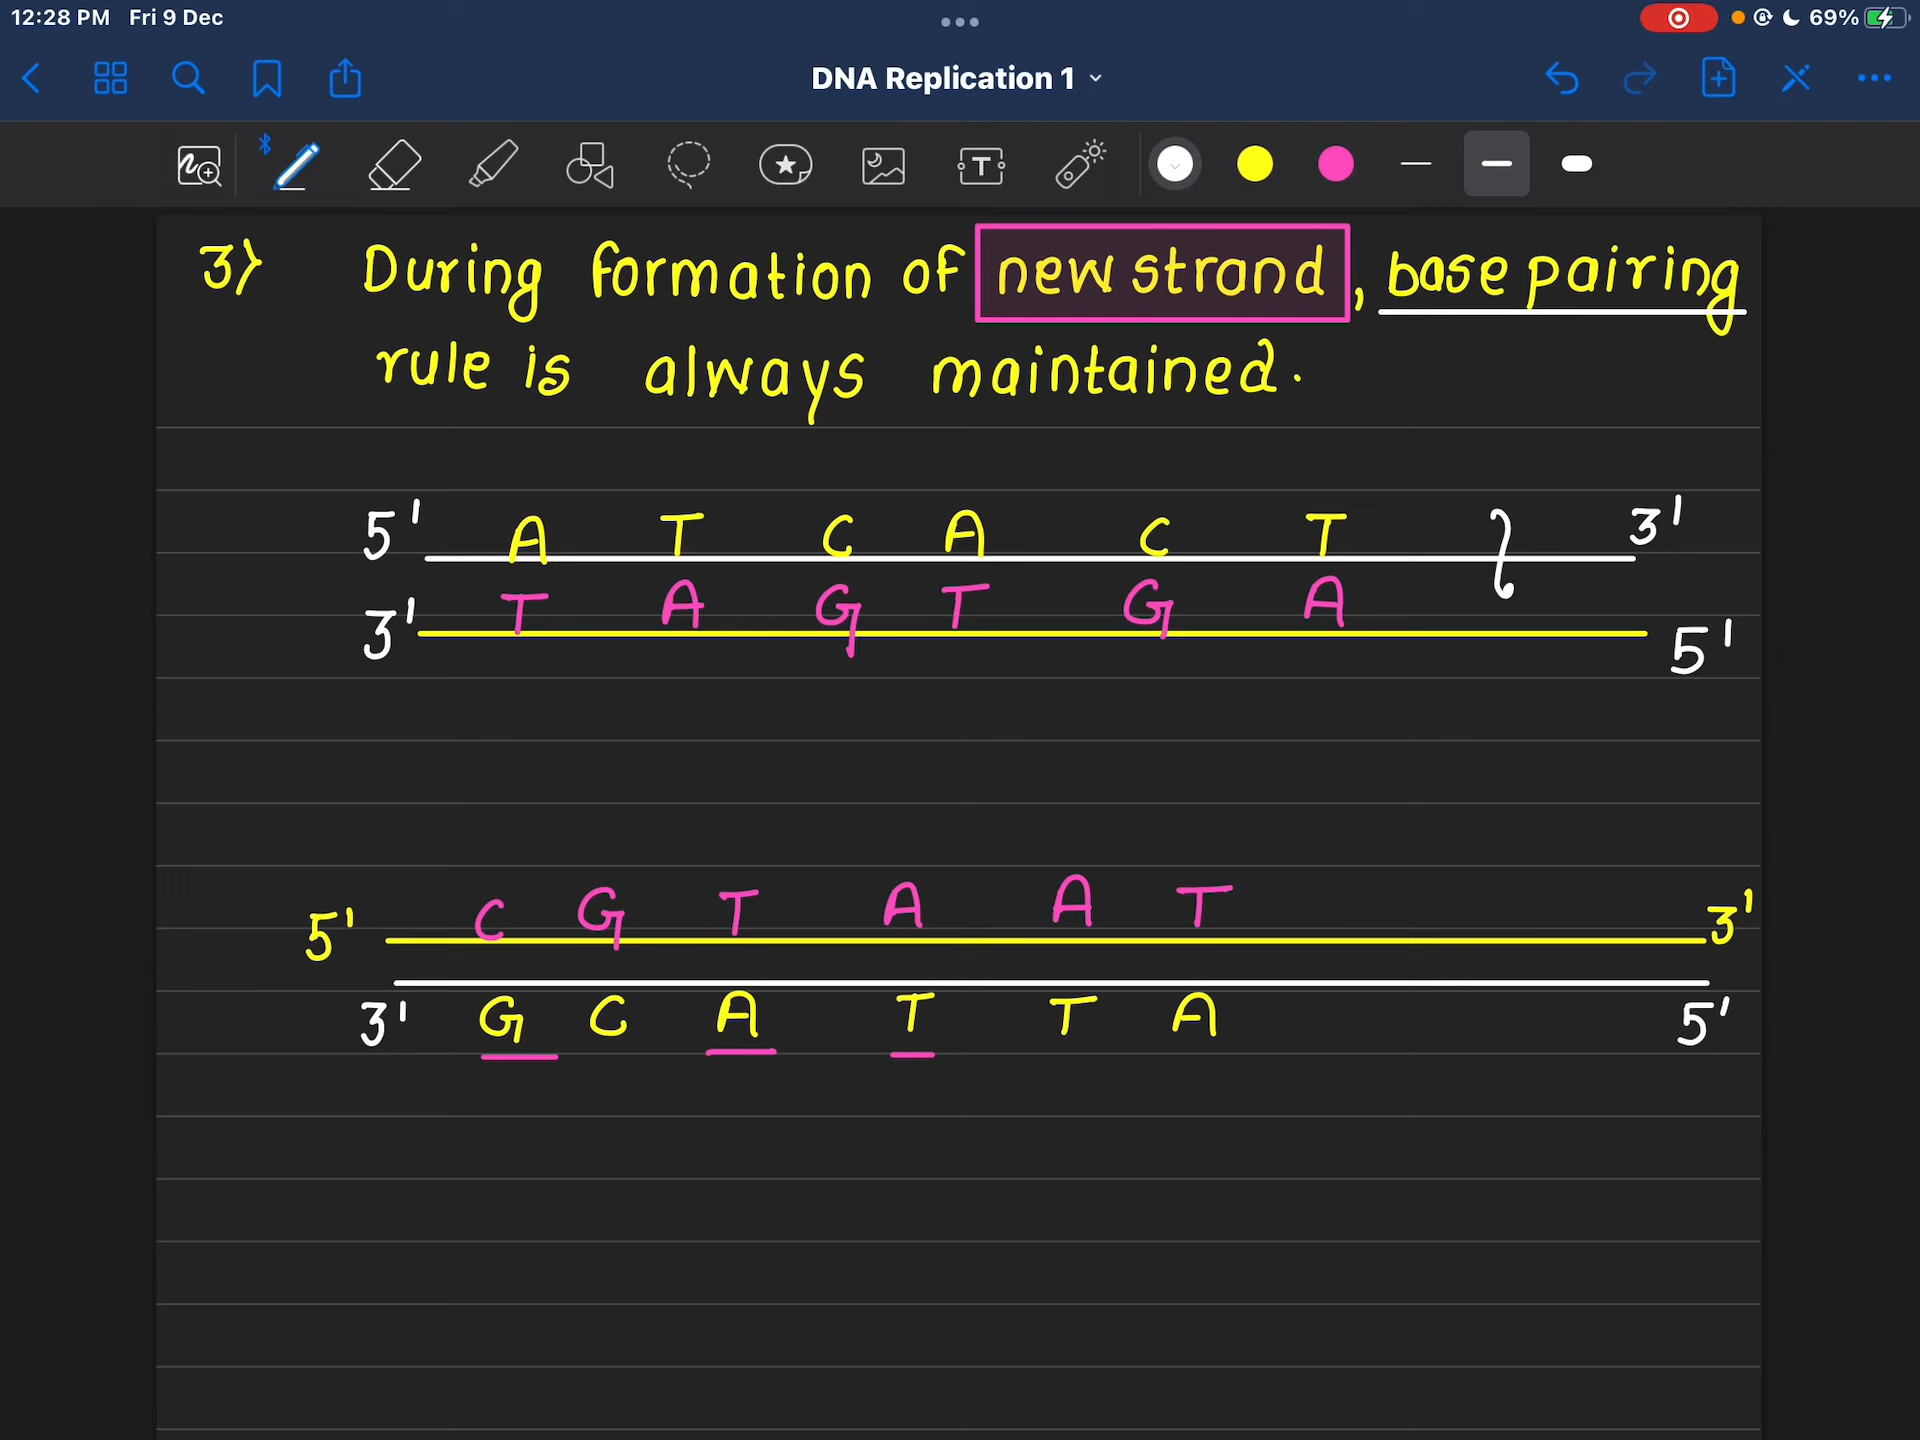 12:28 PM Fri 9 Dec
69%
DNA Replication 1
T
3) During formation of new strand, base pairing
rule is always maintained.
5' A T C A C T 3'
3' T A G T G A 5'
5' C G T A A T 3'
3' G C A T T A 5'